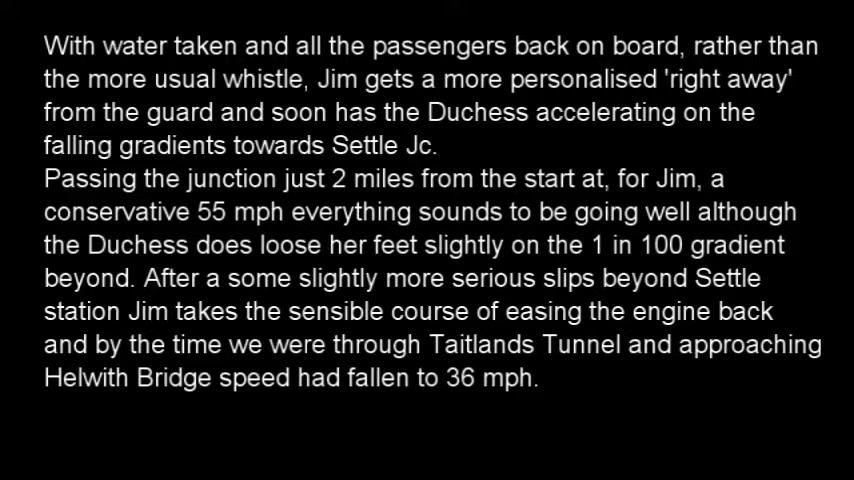 With water taken and all the passengers back on board, rather than
the more usual whistle, Jim gets a more personalised 'right away'
from the guard and soon has the Duchess accelerating on the
falling gradients towards Settle Jc.
Passing the junction just 2 miles from the start at, for Jim, a
conservative 55 mph everything sounds to be going well although
the Duchess does loose her feet slightly on the 1 in 100 gradient
beyond. After a some slightly more serious slips beyond Settle
station Jim takes the sensible course of easing the engine back
and by the time we were through Taitlands Tunnel and approaching
Helwith Bridge speed had fallen to 36 mph.